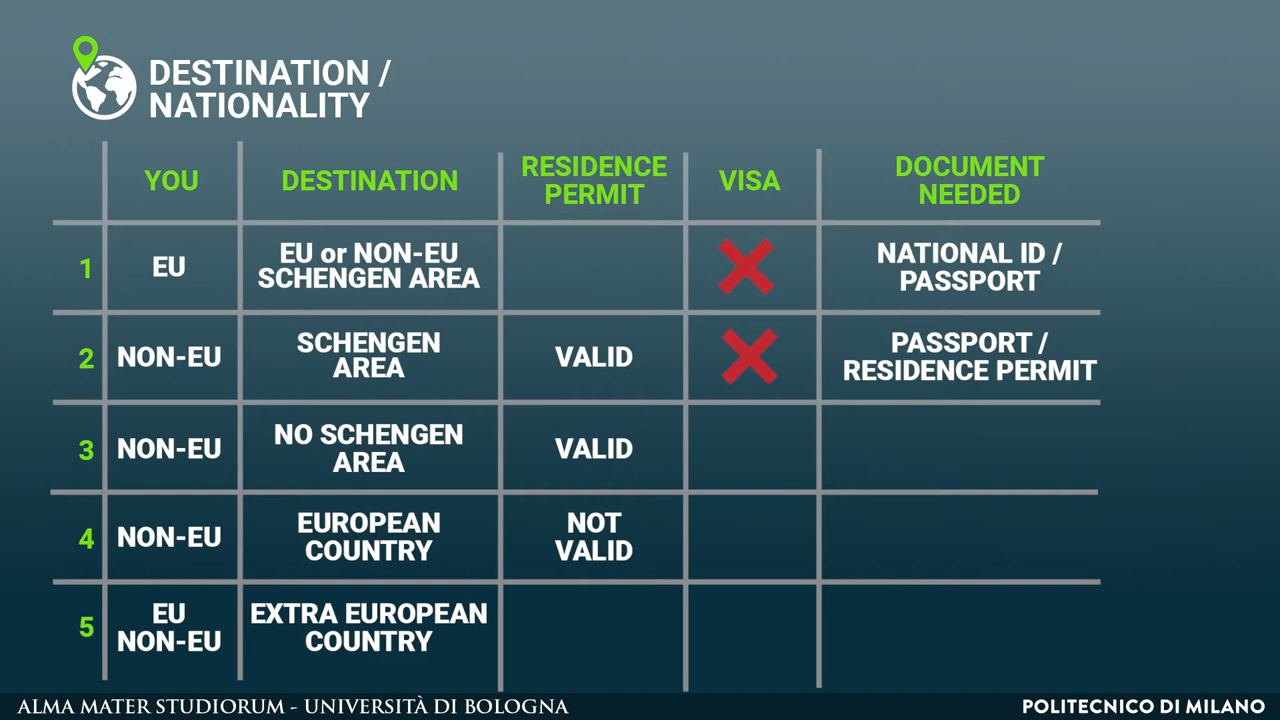 DESTINATION /
NATIONALITY
YOU
DESTINATION
RESIDENCE
PERMIT
VISA
DOCUMENT
NEEDED
1
EU
EU or NON-EU
SCHENGEN AREA
NATIONAL ID /
PASSPORT
2
NON-EU
SCHENGEN
AREA
VALID
PASSPORT /
RESIDENCE PERMIT
3
NON-EU
NO SCHENGEN
AREA
VALID
4
NON-EU
EUROPEAN
COUNTRY
NOT
VALID
5
EU
NON-EU
EXTRA EUROPEAN
COUNTRY
ALMA MATER STUDIORUM - UNIVERSITÀ DI BOLOGNA
POLITECNICO DI MILANO